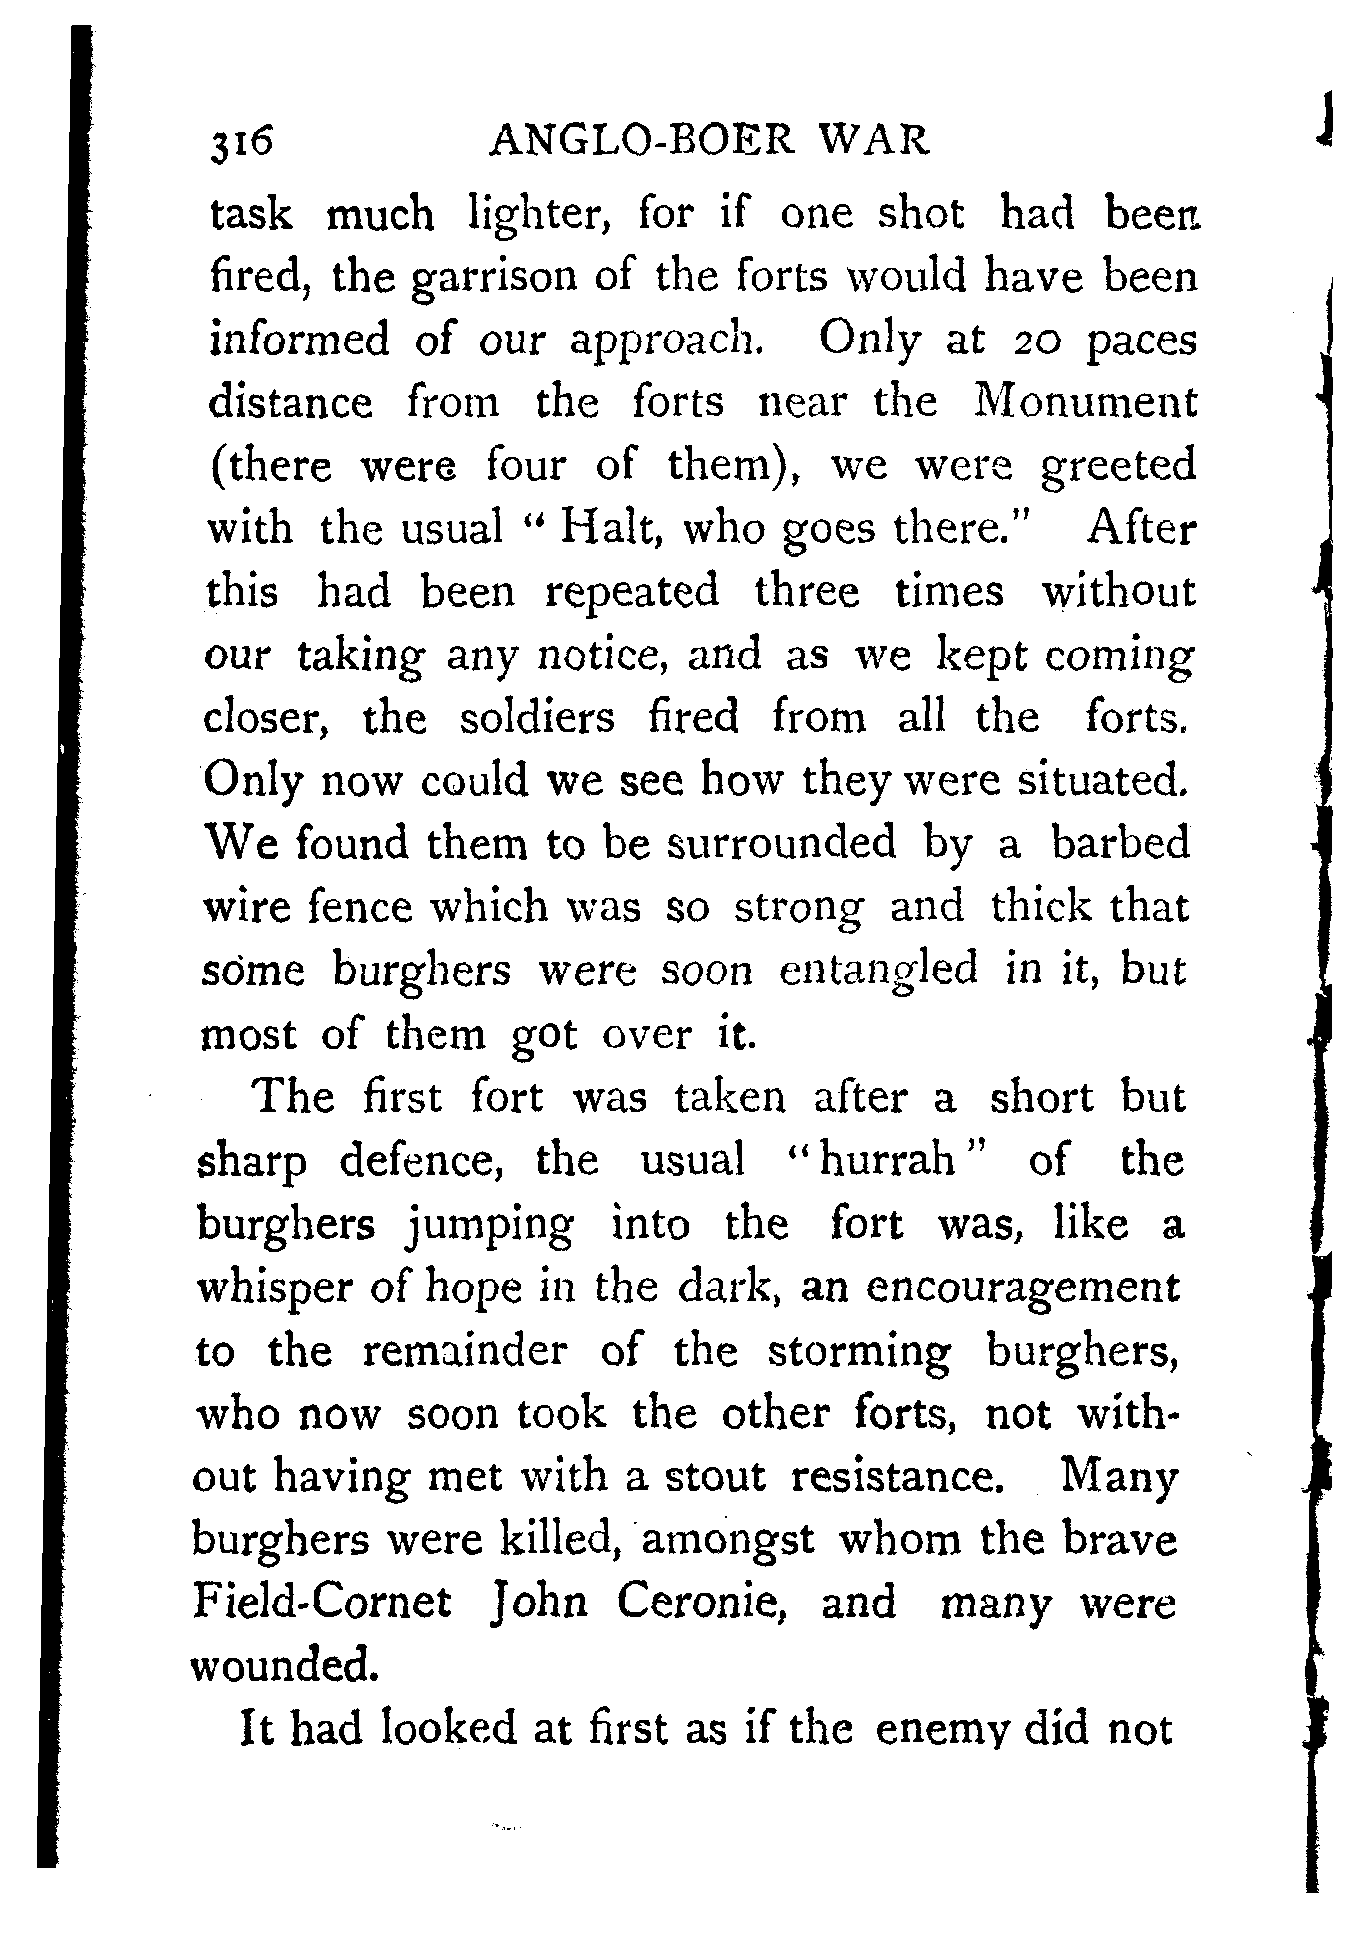 316 ANGLO-BOER WAR
task much lighter, for if one shot had been
fired, the garrison of the forts would have been
informed of our approach. Only at 20 paces
distance from the forts near the Monument
(there were four of them), we were greeted
with the usual “ Halt, who goes there.” After
this had been repeated three times without
our taking any notice, and as we kept coming
closer, the soldiers fired from all the forts.
Only now could we see how they were situated.
We found them to be surrounded by a barbed
wire fence which was so strong and thick that
some burghers were soon entangled in it, but
most of them got over it.
The first fort was taken after a short but
sharp defence, the usual “ hurrah ” of the
burghers jumping into the fort was, like a
whisper of hope in the dark, an encouragement
to the remainder of the storming burghers,
who now soon took the other forts, not with-
out having met with a stout resistance. Many
burghers were killed, amongst whom the brave
Field-Cornet John Ceronie, and many were
wounded.
It had looked at first as if the enemy did not